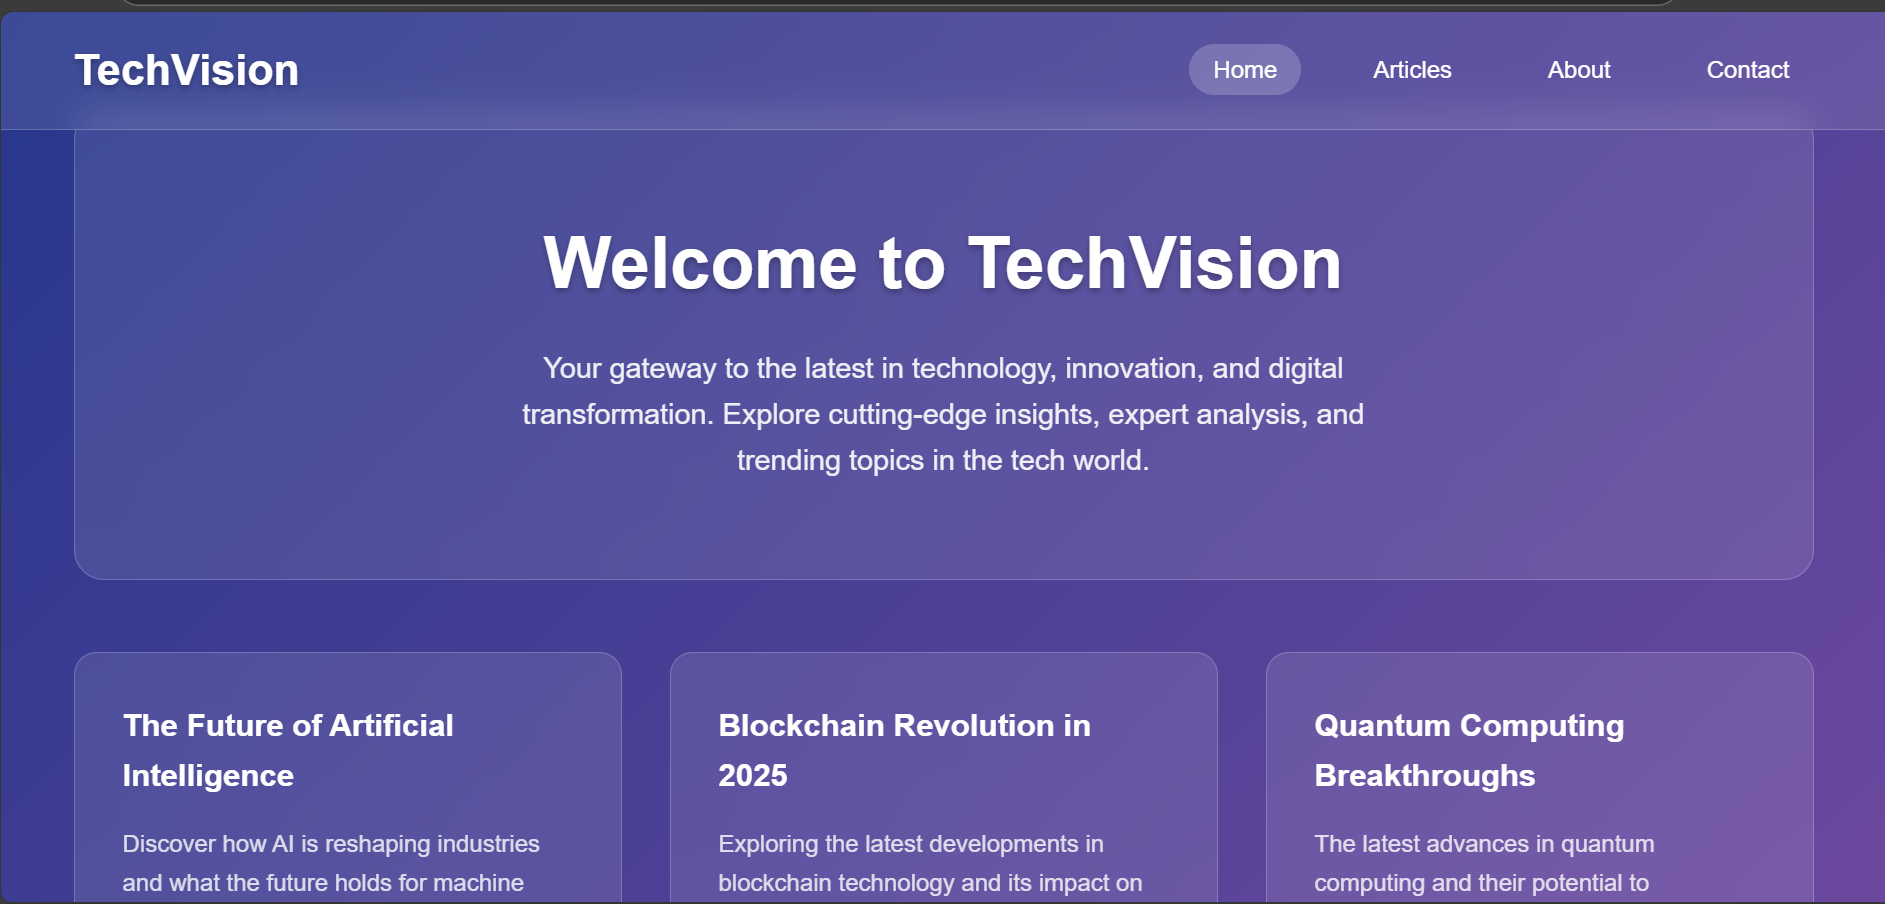 TechVision
Home
Articles
About
Contact
Welcome to TechVision
Your gateway to the latest in technology, innovation, and digital
transformation. Explore cutting-edge insights, expert analysis, and
trending topics in the tech world.
The Future of Artificial
Intelligence
Discover how AI is reshaping industries
and what the future holds for machine
Blockchain Revolution in
2025
Exploring the latest developments in
blockchain technology and its impact on
Quantum Computing
Breakthroughs
The latest advances in quantum
computing and their potential to